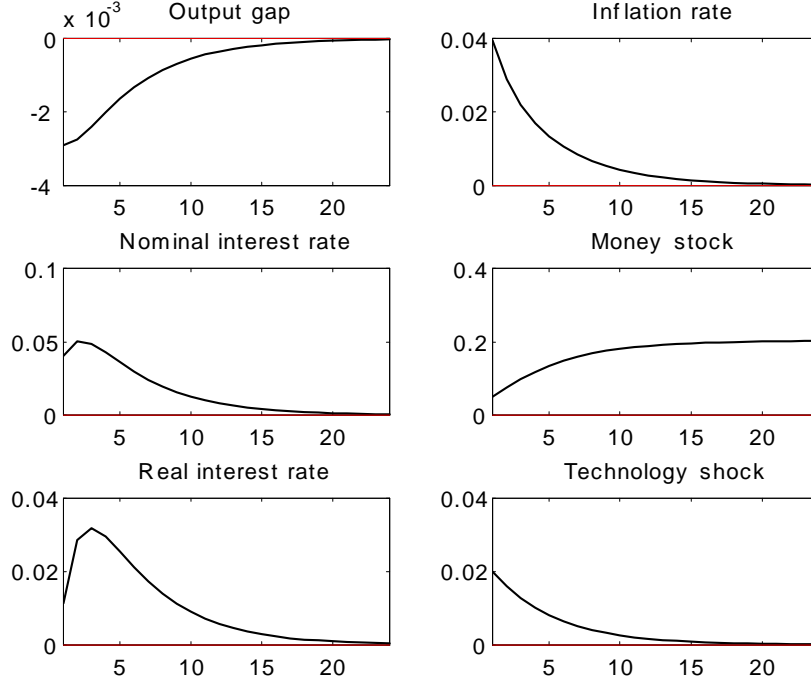 Output gap
x 10⁻³
0
-2
-4
5 10 15 20
Inflation rate
0.04
0.02
0
5 10 15 20
Nominal interest rate
0.1
0.05
0
5 10 15 20
Money stock
0.4
0.2
0
5 10 15 20
Real interest rate
0.04
0.02
0
5 10 15 20
Technology shock
0.04
0.02
0
5 10 15 20